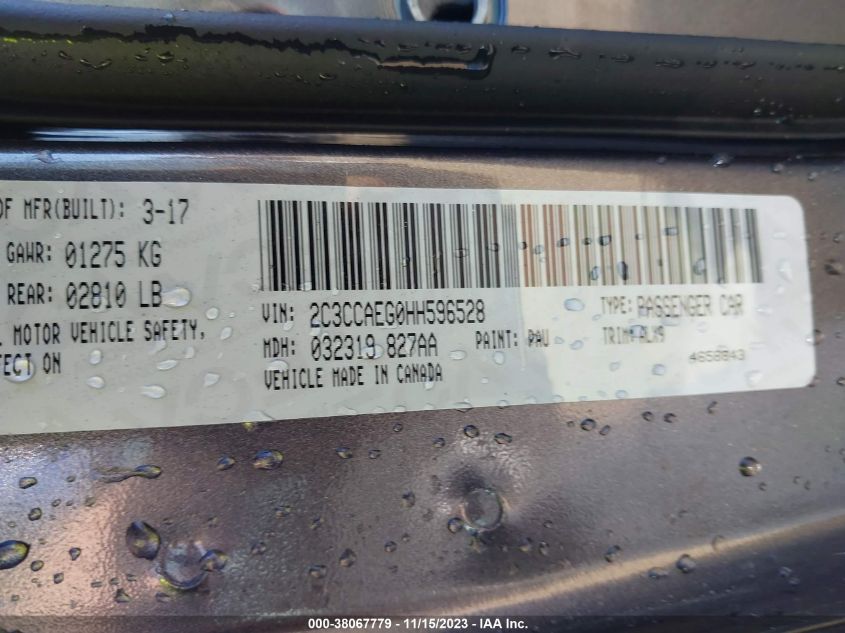 OF MFR(BUILT): 3-17
GAWR: 01275 KG
REAR: 02810 LB
MOTOR VEHICLE SAFETY,
FECT ON
VIN: 2C3CCAEG0HH596528
TYPE: PASSENGER CAR
MDH: 032319 827AA
PAINT: PAU
TRIM: ALX9
VEHICLE MADE IN CANADA
4658843
000-38067779 - 11/15/2023 - IAA Inc.